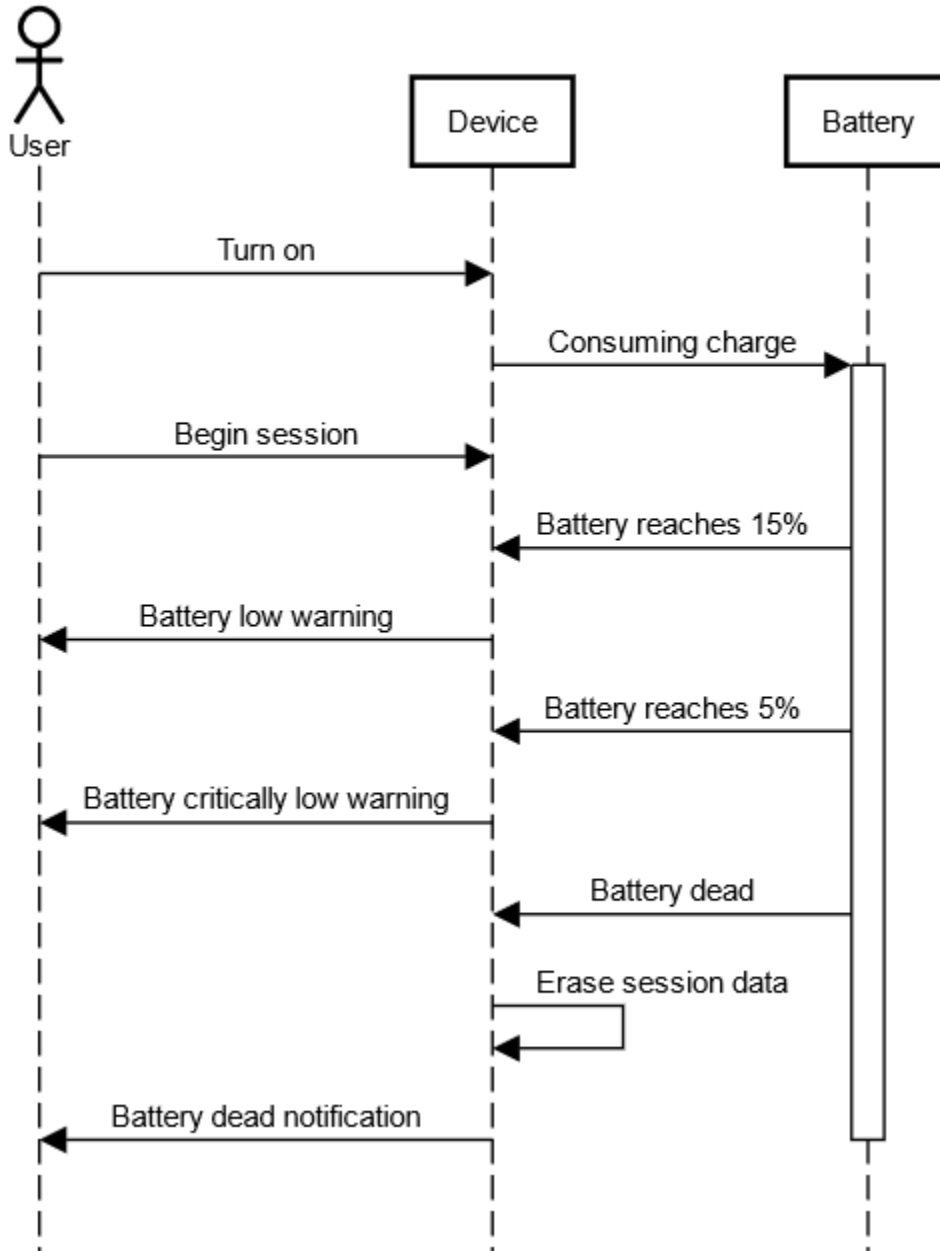 User
Device
Battery
Turn on
Consuming charge
Begin session
Battery reaches 15%
Battery low warning
Battery reaches 5%
Battery critically low warning
Battery dead
Erase session data
Battery dead notification